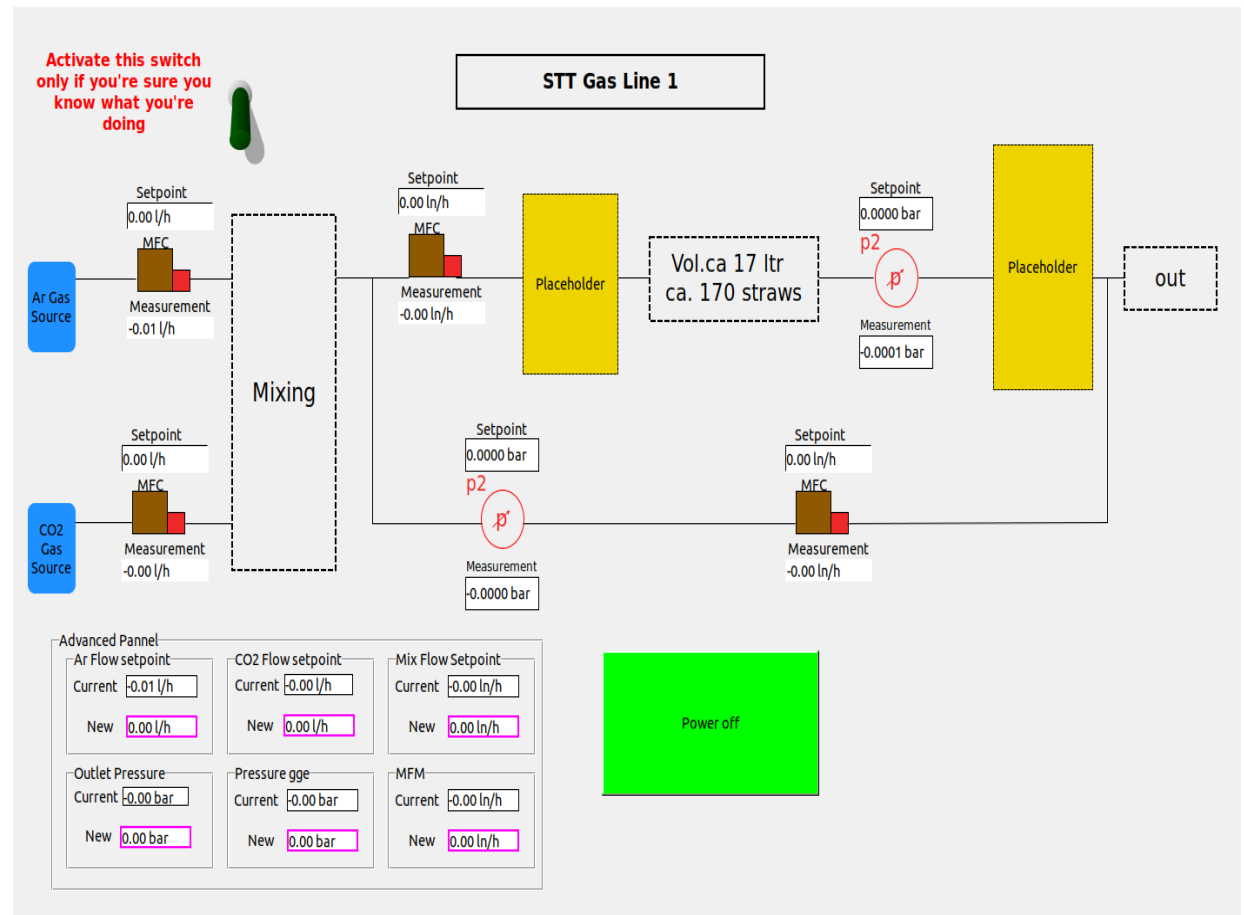 Activate this switch
only if you're sure you
know what you're
doing
STT Gas Line 1
Setpoint
0.00 l/h
MFC
Measurement
-0.01 l/h
Ar Gas
Source
Setpoint
0.00 ln/h
MFC
Measurement
-0.00 ln/h
Placeholder
Vol.ca 17 ltr
ca. 170 straws
Setpoint
0.0000 bar
p2
p
Measurement
-0.0001 bar
Placeholder
out
Mixing
Setpoint
0.00 l/h
MFC
Measurement
-0.00 l/h
CO2
Gas
Source
Setpoint
0.0000 bar
p2
p
Measurement
-0.0000 bar
Setpoint
0.00 ln/h
MFC
Measurement
-0.00 ln/h
Advanced Pannel
Ar Flow setpoint
Current -0.01 l/h
New 0.00 l/h
CO2 Flow setpoint
Current -0.00 l/h
New 0.00 l/h
Mix Flow Setpoint
Current -0.00 ln/h
New 0.00 ln/h
Outlet Pressure
Current -0.00 bar
New 0.00 bar
Pressure gge
Current -0.00 bar
New 0.00 bar
MFM
Current -0.00 ln/h
New 0.00 ln/h
Power off